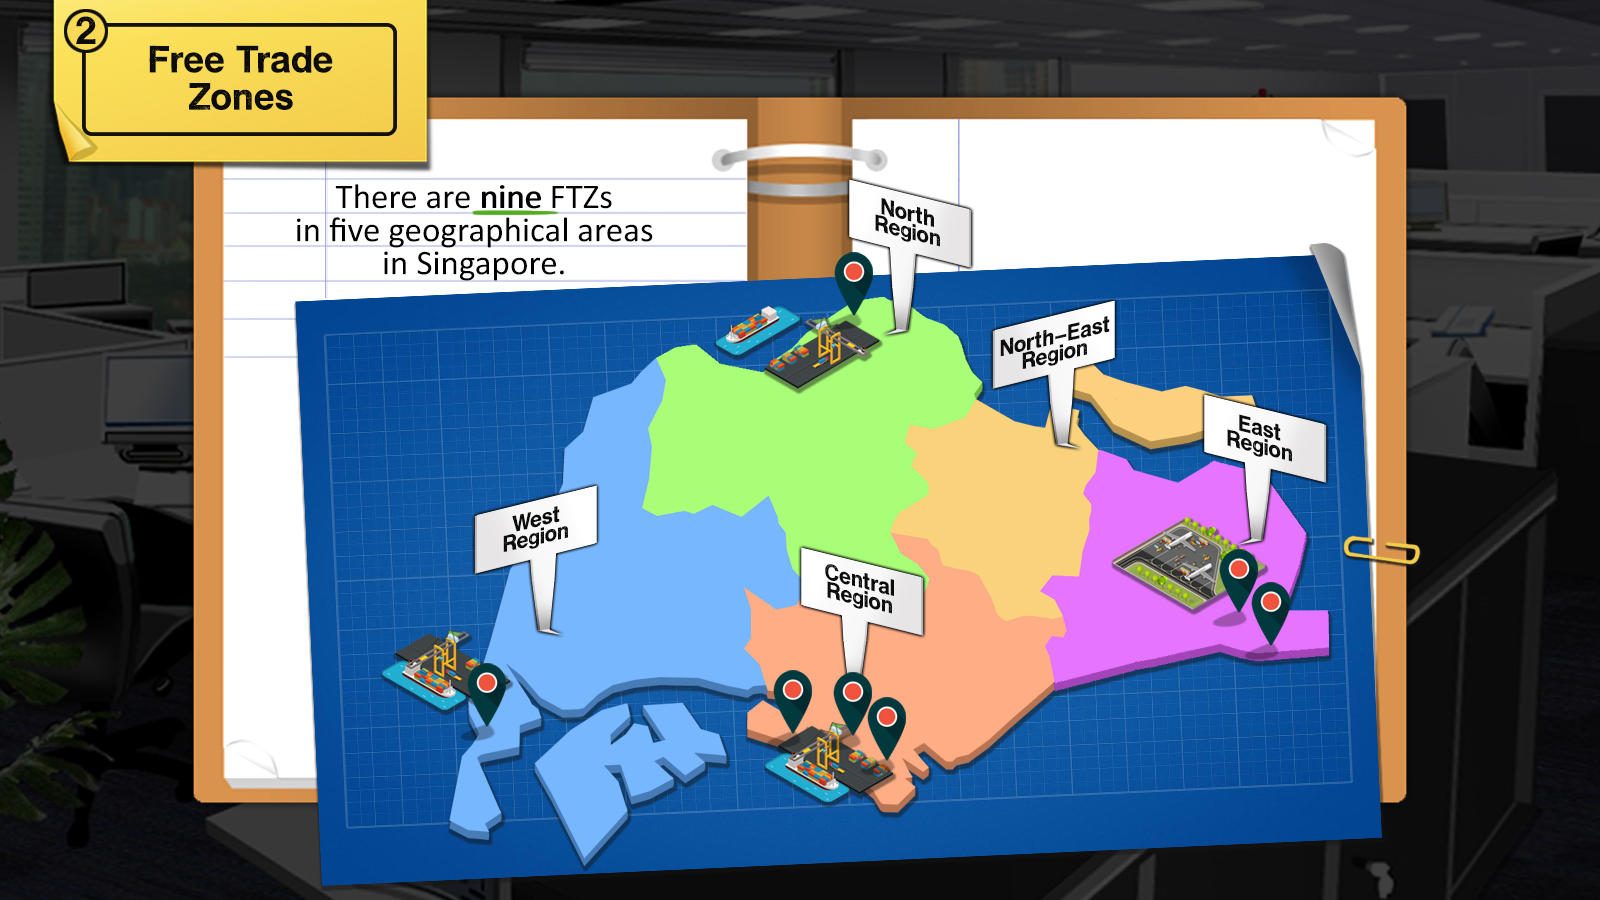 2
Free Trade
Zones
There are nine FTZs
in five geographical areas
in Singapore.
North
Region
North-East
Region
East
Region
West
Region
Central
Region